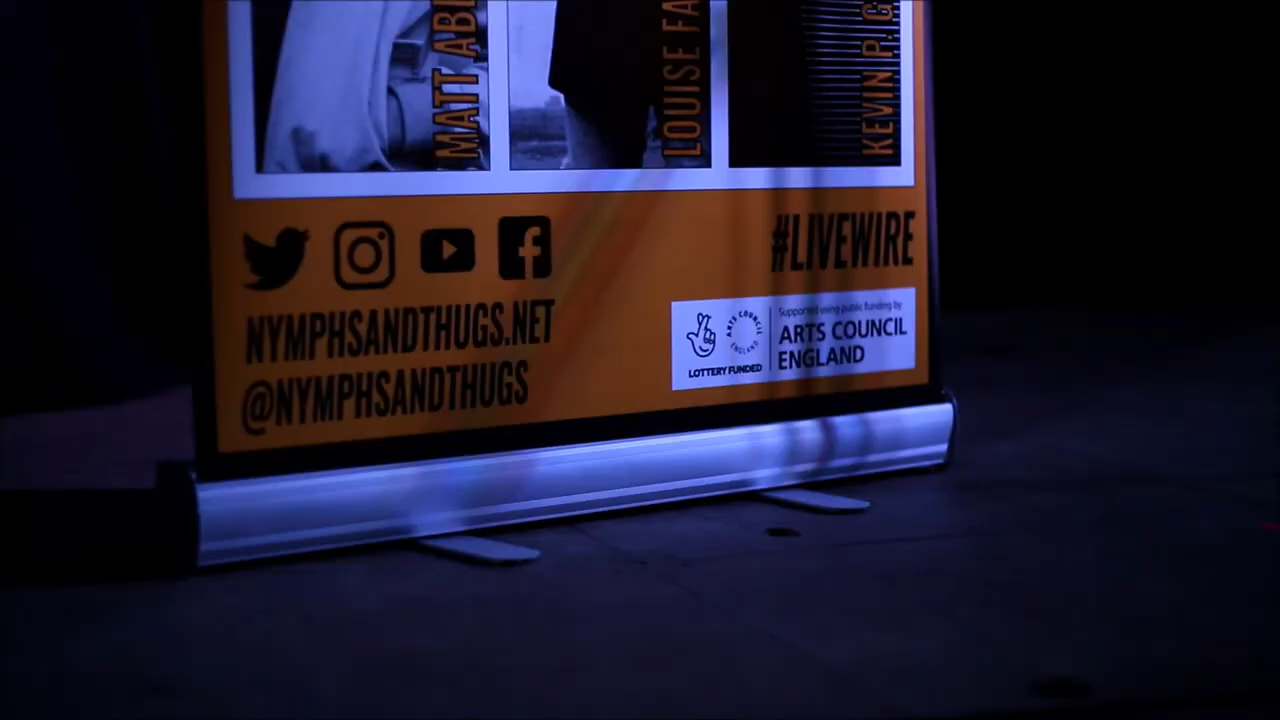 MATT AB
LOUISE FA
KEVIN P. G
#LIVEWIRE
NYMPHSANDTHUGS.NET
@NYMPHSANDTHUGS
LOTTERY FUNDED
ARTS COUNCIL
ENGLAND
Supported using public funding by
ARTS COUNCIL
ENGLAND